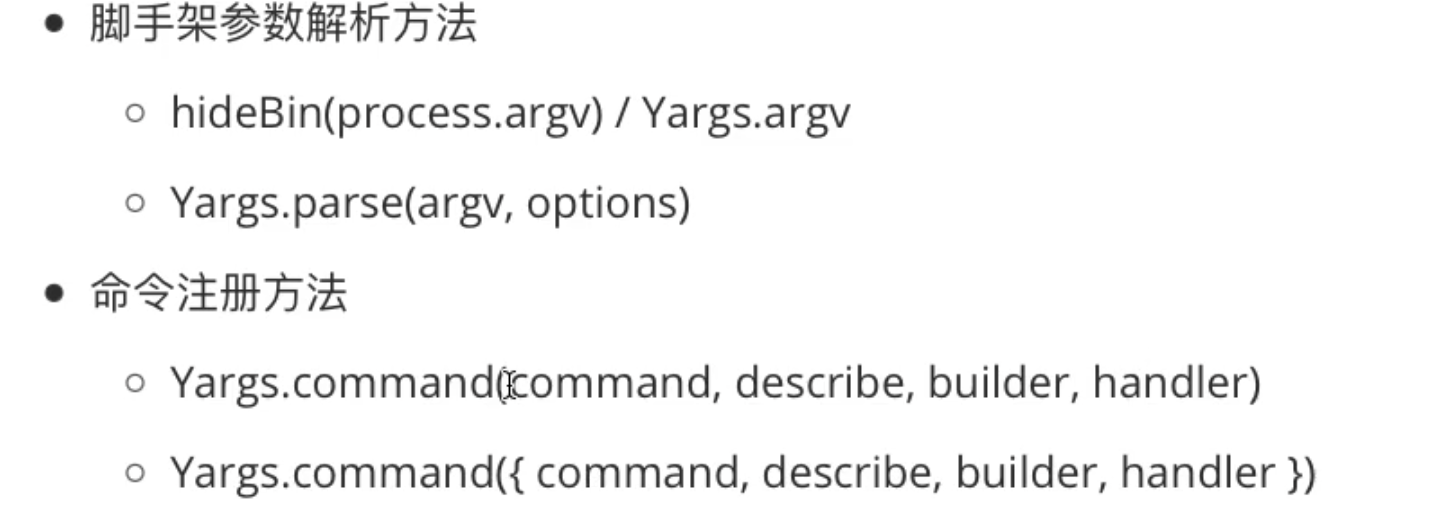 脚手架参数解析方法
hideBin(process.argv) / Yargs.argv
Yargs.parse(argv, options)
命令注册方法
Yargs.command(command, describe, builder, handler)
Yargs.command({ command, describe, builder, handler })